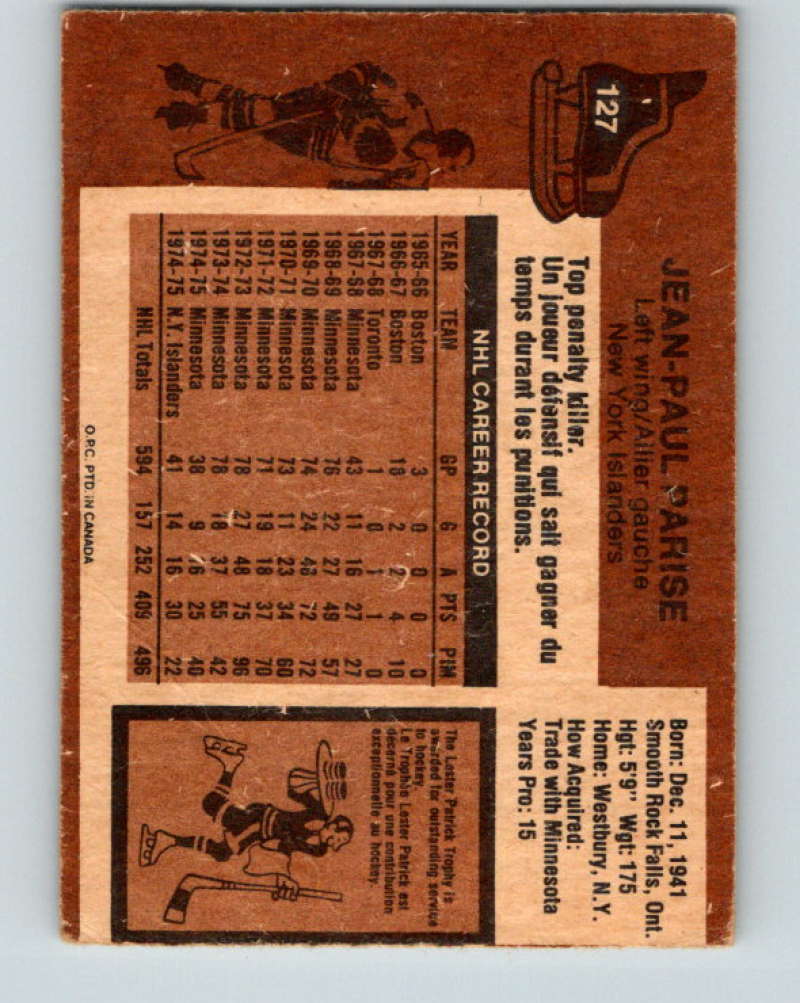 127
JEAN-PAUL PARISE
Left wing/Ailier gauche
New York Islanders
Born: Dec. 11, 1941
Smooth Rock Falls, Ont.
Hgt: 5'9" Wgt: 175
Home: Westbury, N.Y.
How Acquired:
Trade with Minnesota
Years Pro: 15
Top penalty killer.
Un joueur défensif qui sait gagner du
temps durant les punitions.
NHL CAREER RECORD
YEAR TEAM GP G A PTS PIM
1965-66 Boston 3 0 0 0 0
1966-67 Boston 18 2 2 4 10
1967-68 Toronto 1 0 1 1 0
1967-68 Minnesota 43 11 16 27 27
1968-69 Minnesota 76 22 27 49 57
1969-70 Minnesota 74 24 48 72 72
1970-71 Minnesota 73 11 23 34 60
1971-72 Minnesota 71 19 18 37 70
1972-73 Minnesota 78 27 48 75 96
1973-74 Minnesota 78 18 37 55 42
1974-75 Minnesota 38 9 16 25 40
1974-75 N.Y. Islanders 41 14 16 30 22
NHL Totals 594 157 252 409 496
The Lester Patrick Trophy is
awarded for outstanding service
to hockey.
Le Trophée Lester Patrick est
décerné pour une contribution
exceptionnelle au hockey.
O.P.C. PTD. IN CANADA